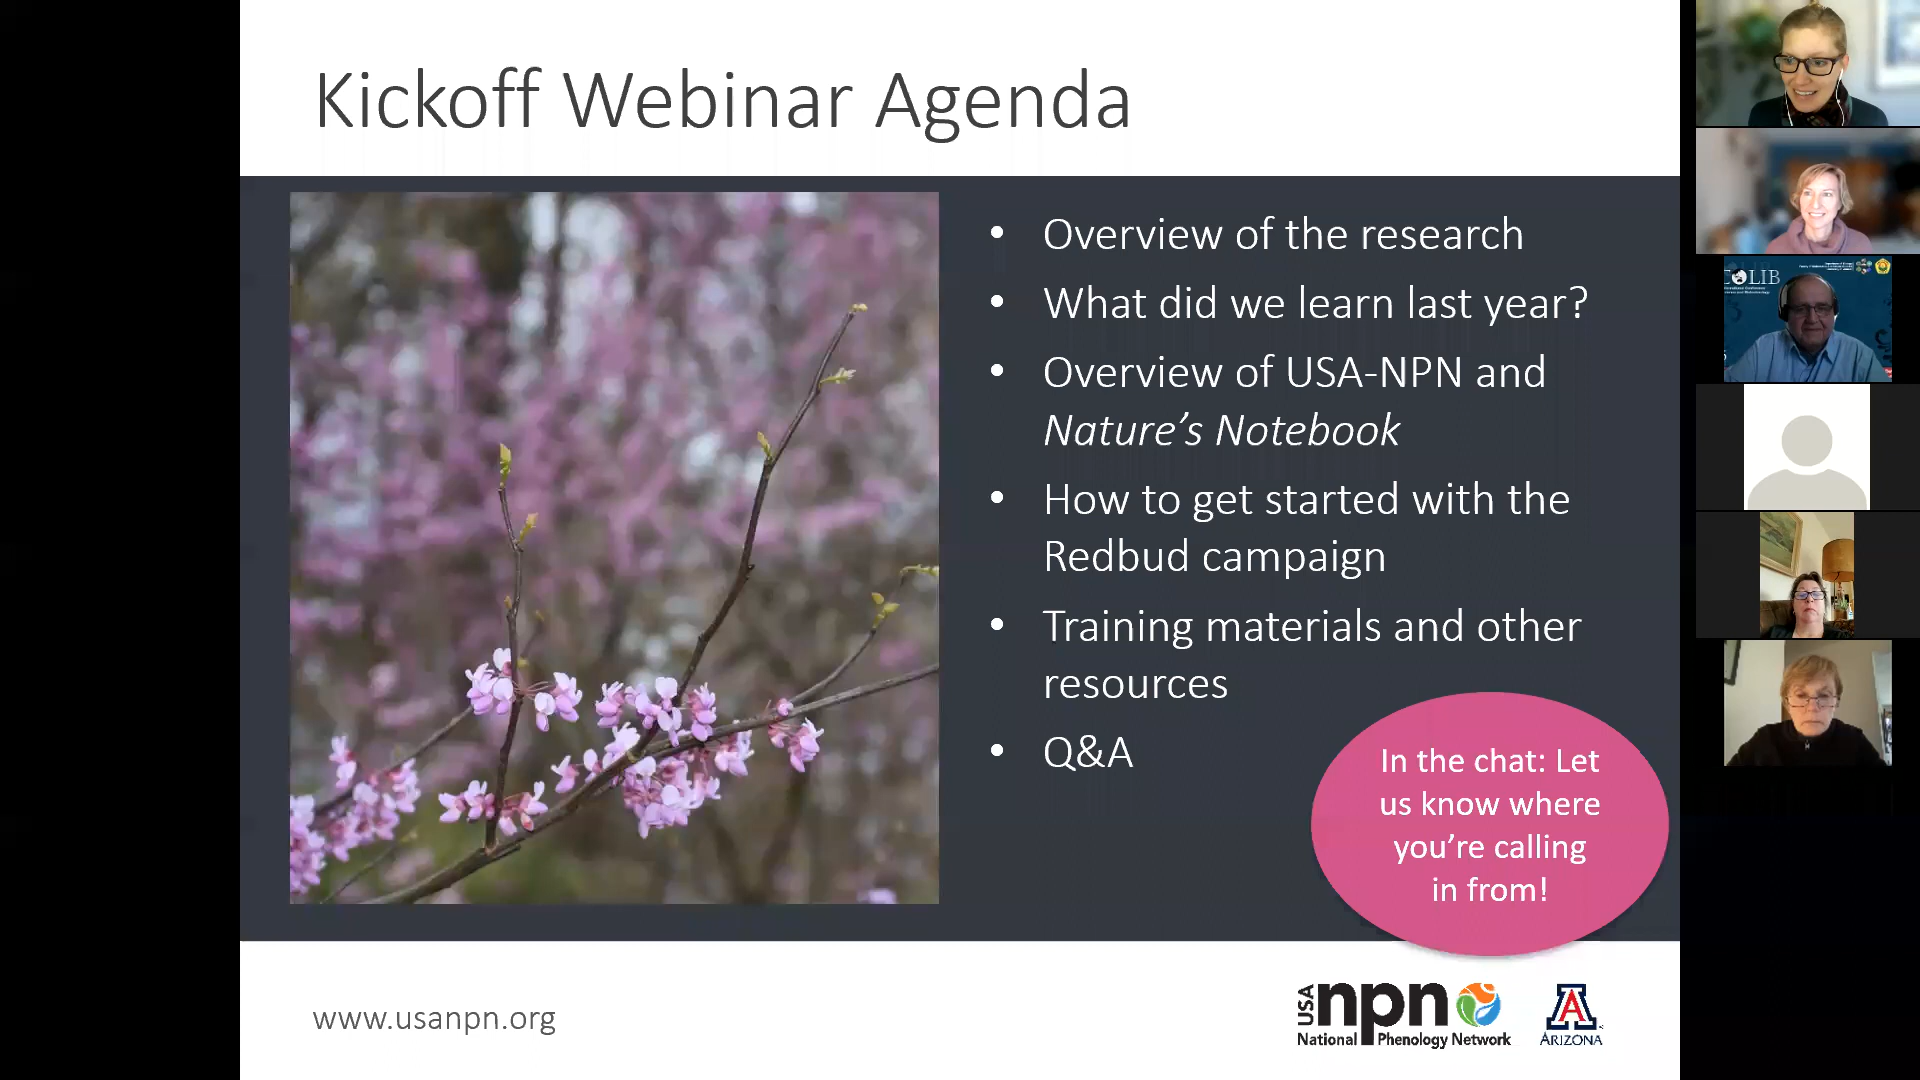 Kickoff Webinar Agenda
• Overview of the research
• What did we learn last year?
• Overview of USA-NPN and
Nature’s Notebook
• How to get started with the
Redbud campaign
• Training materials and other
resources
• Q&A
In the chat: Let
us know where
you’re calling
in from!
www.usanpn.org
USA npn
National Phenology Network
A
ARIZONA